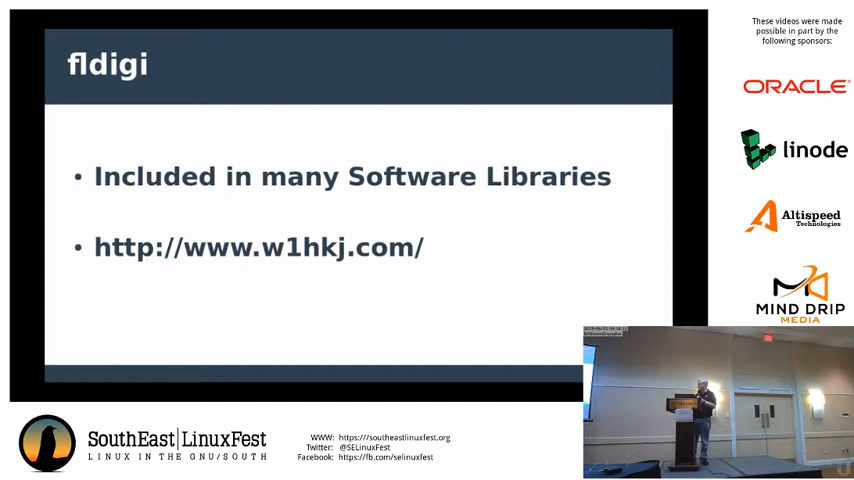 fldigi
• Included in many Software Libraries
• http://www.w1hkj.com/
These videos were made
possible in part by the
following sponsors:
ORACLE
linode
Altispeed
Technologies
MIND DRIP
MEDIA
SouthEast|LinuxFest
LINUX IN THE GNU/SOUTH
WWW: https://southeastlinuxfest.org
Twitter: @SELinuxFest
Facebook: https://fb.com/selinuxfest